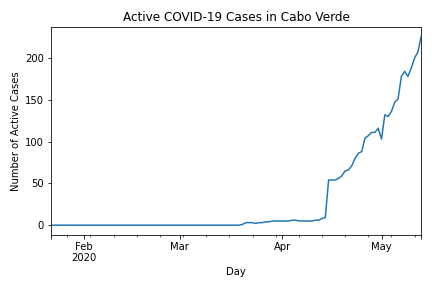 Active COVID-19 Cases in Cabo Verde
Number of Active Cases
200
150
100
50
0
Feb
2020
Mar
Apr
May
Day